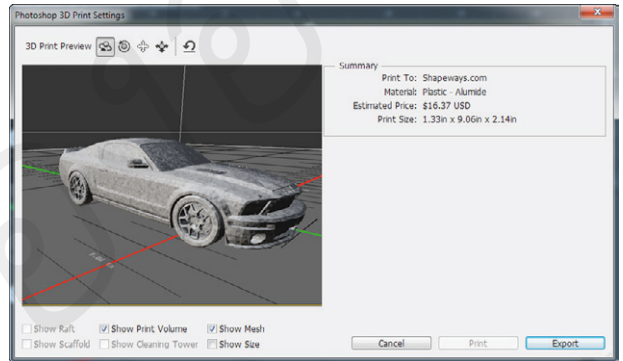 Photoshop 3D Print Settings
3D Print Preview
Summary
Print To: Shapeways.com
Material: Plastic - Alumide
Estimated Price: $16.37 USD
Print Size: 1.33in x 9.06in x 2.14in
Show Raft
Show Print Volume
Show Mesh
Show Scaffold
Show Cleaning Tower
Show Size
Cancel
Print
Export